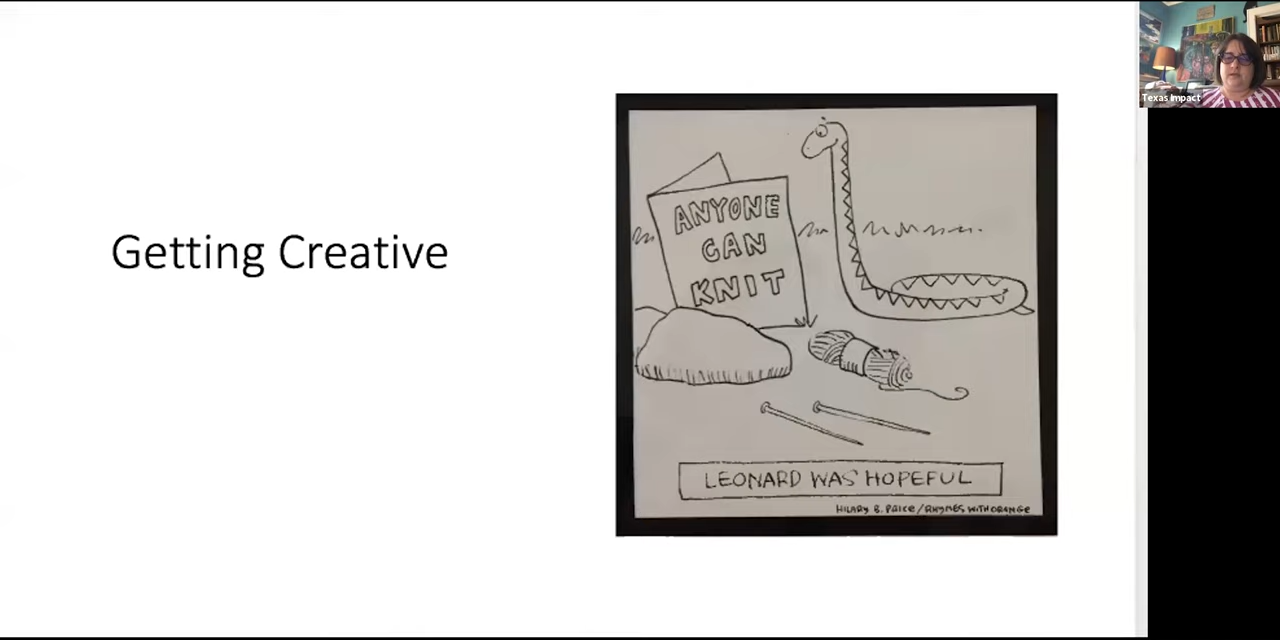 Getting Creative
ANYONE
CAN
KNIT
LEONARD WAS HOPEFUL
HILARY B. PRICE / RHYMES WITH ORANGE
Texas Impact